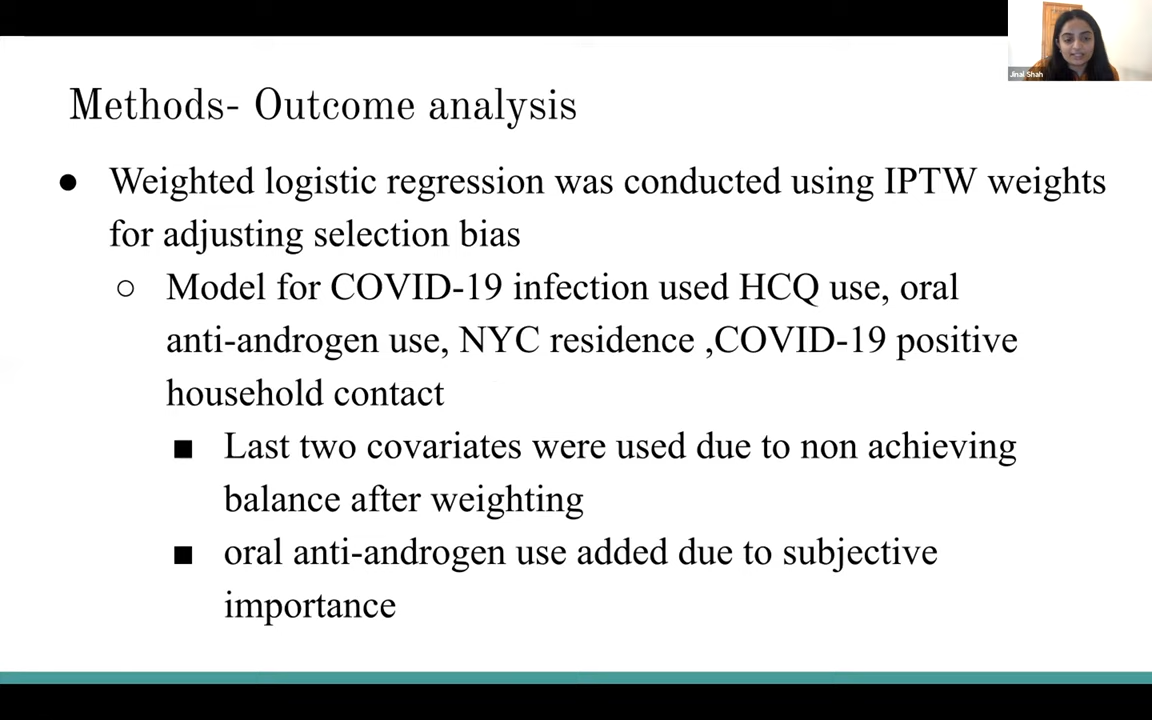 Jinal Shah
Methods- Outcome analysis
● Weighted logistic regression was conducted using IPTW weights
for adjusting selection bias
○ Model for COVID-19 infection used HCQ use, oral
anti-androgen use, NYC residence ,COVID-19 positive
household contact
■ Last two covariates were used due to non achieving
balance after weighting
■ oral anti-androgen use added due to subjective
importance